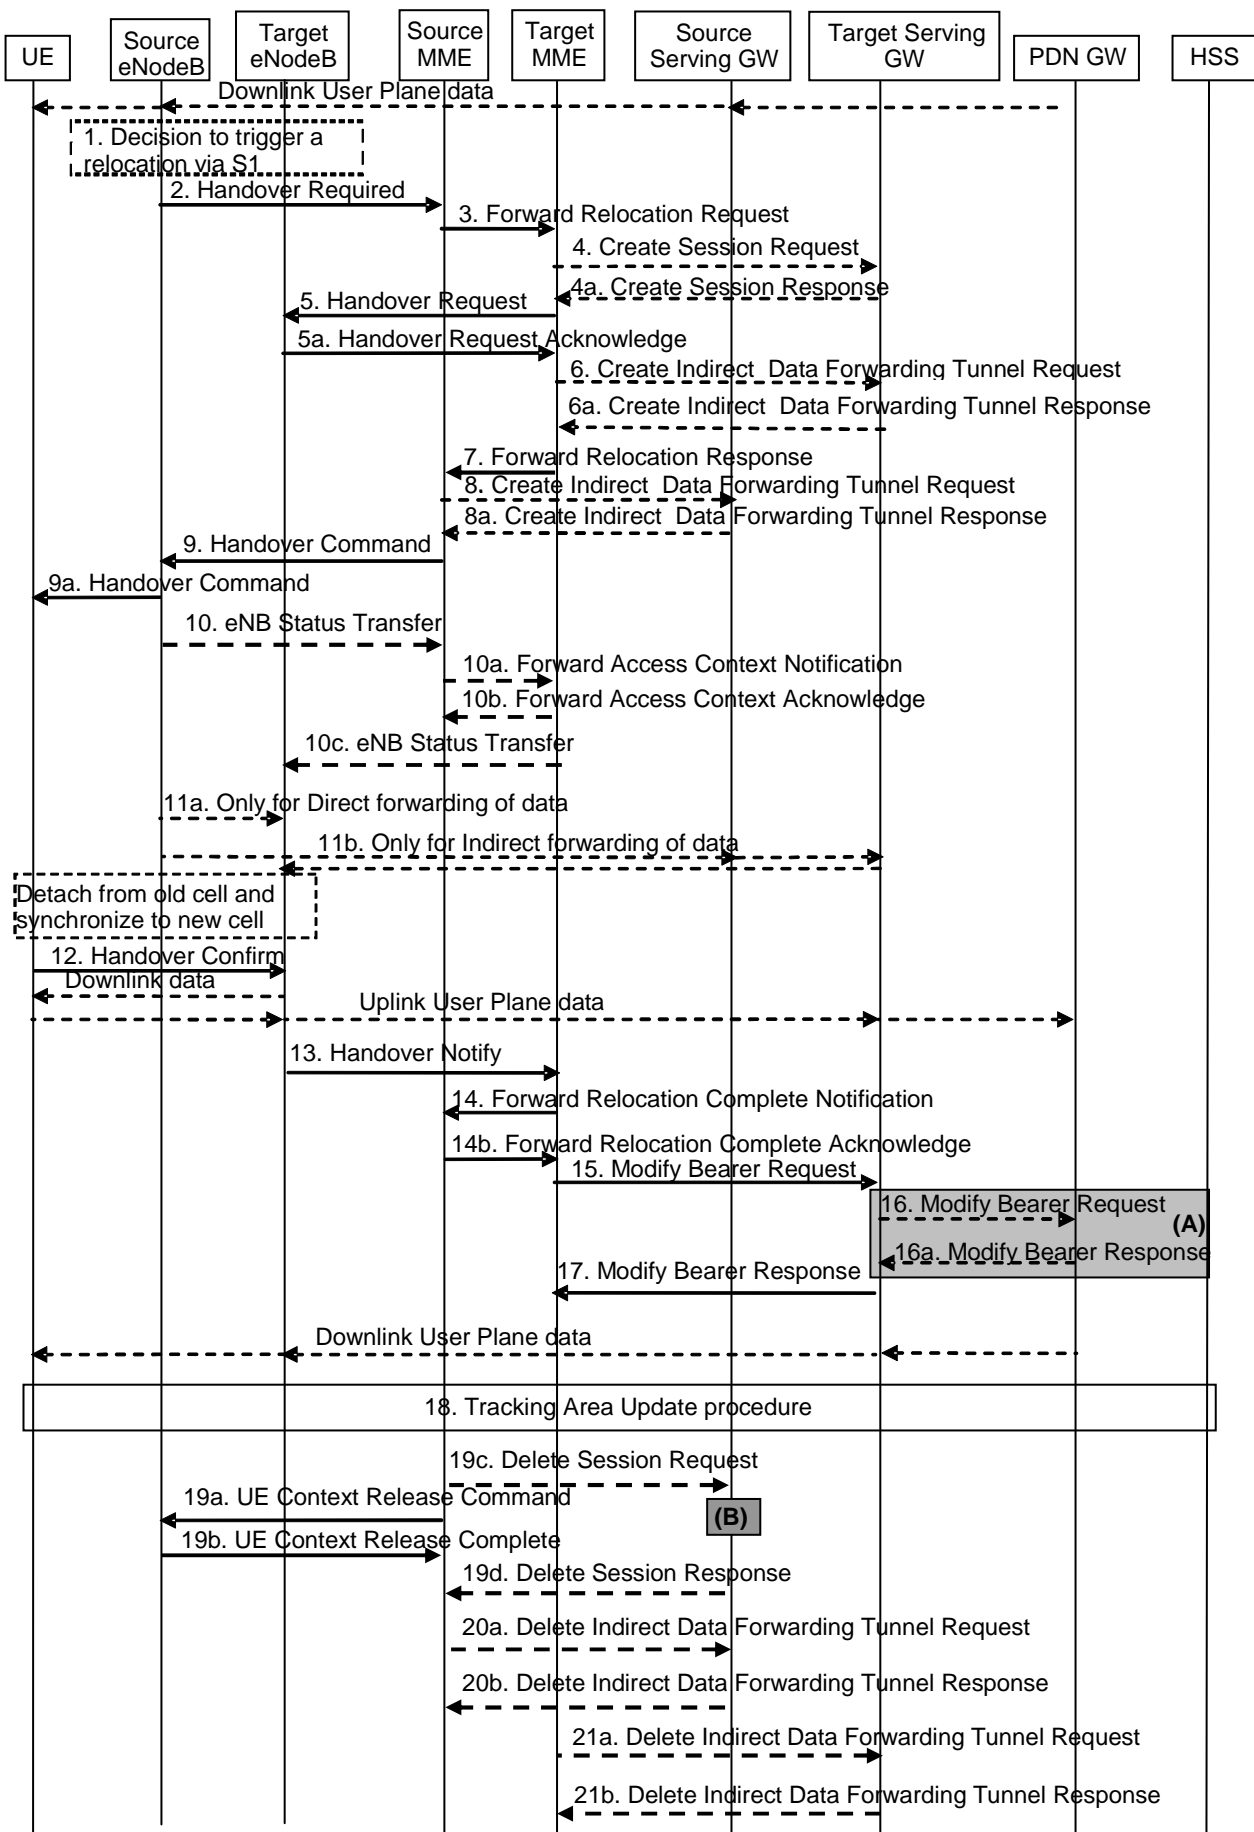 UE
Source
eNodeB
Target
eNodeB
Source
MME
Target
MME
Source
Serving GW
Target Serving
GW
PDN GW
HSS
Downlink User Plane data
1. Decision to trigger a
relocation via S1
2. Handover Required
3. Forward Relocation Request
4. Create Session Request
4a. Create Session Response
5. Handover Request
5a. Handover Request Acknowledge
6. Create Indirect Data Forwarding Tunnel Request
6a. Create Indirect Data Forwarding Tunnel Response
7. Forward Relocation Response
8. Create Indirect Data Forwarding Tunnel Request
8a. Create Indirect Data Forwarding Tunnel Response
9. Handover Command
9a. Handover Command
10. eNB Status Transfer
10a. Forward Access Context Notification
10b. Forward Access Context Acknowledge
10c. eNB Status Transfer
11a. Only for Direct forwarding of data
11b. Only for Indirect forwarding of data
Detach from old cell and
synchronize to new cell
12. Handover Confirm
Downlink data
Uplink User Plane data
13. Handover Notify
14. Forward Relocation Complete Notification
14b. Forward Relocation Complete Acknowledge
15. Modify Bearer Request
16. Modify Bearer Request
(A)
16a. Modify Bearer Response
17. Modify Bearer Response
Downlink User Plane data
18. Tracking Area Update procedure
19c. Delete Session Request
19a. UE Context Release Command
(B)
19b. UE Context Release Complete
19d. Delete Session Response
20a. Delete Indirect Data Forwarding Tunnel Request
20b. Delete Indirect Data Forwarding Tunnel Response
21a. Delete Indirect Data Forwarding Tunnel Request
21b. Delete Indirect Data Forwarding Tunnel Response